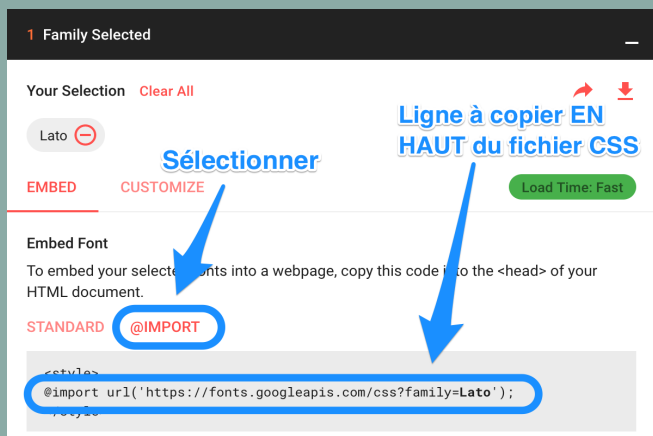 1 Family Selected
Your Selection Clear All
Ligne à copier EN
HAUT du fichier CSS
Lato
Sélectionner
EMBED CUSTOMIZE Load Time: Fast
Embed Font
To embed your selected fonts into a webpage, copy this code into the <head> of your
HTML document.
STANDARD @IMPORT
<style>
@import url('https://fonts.googleapis.com/css?family=Lato');
</style>